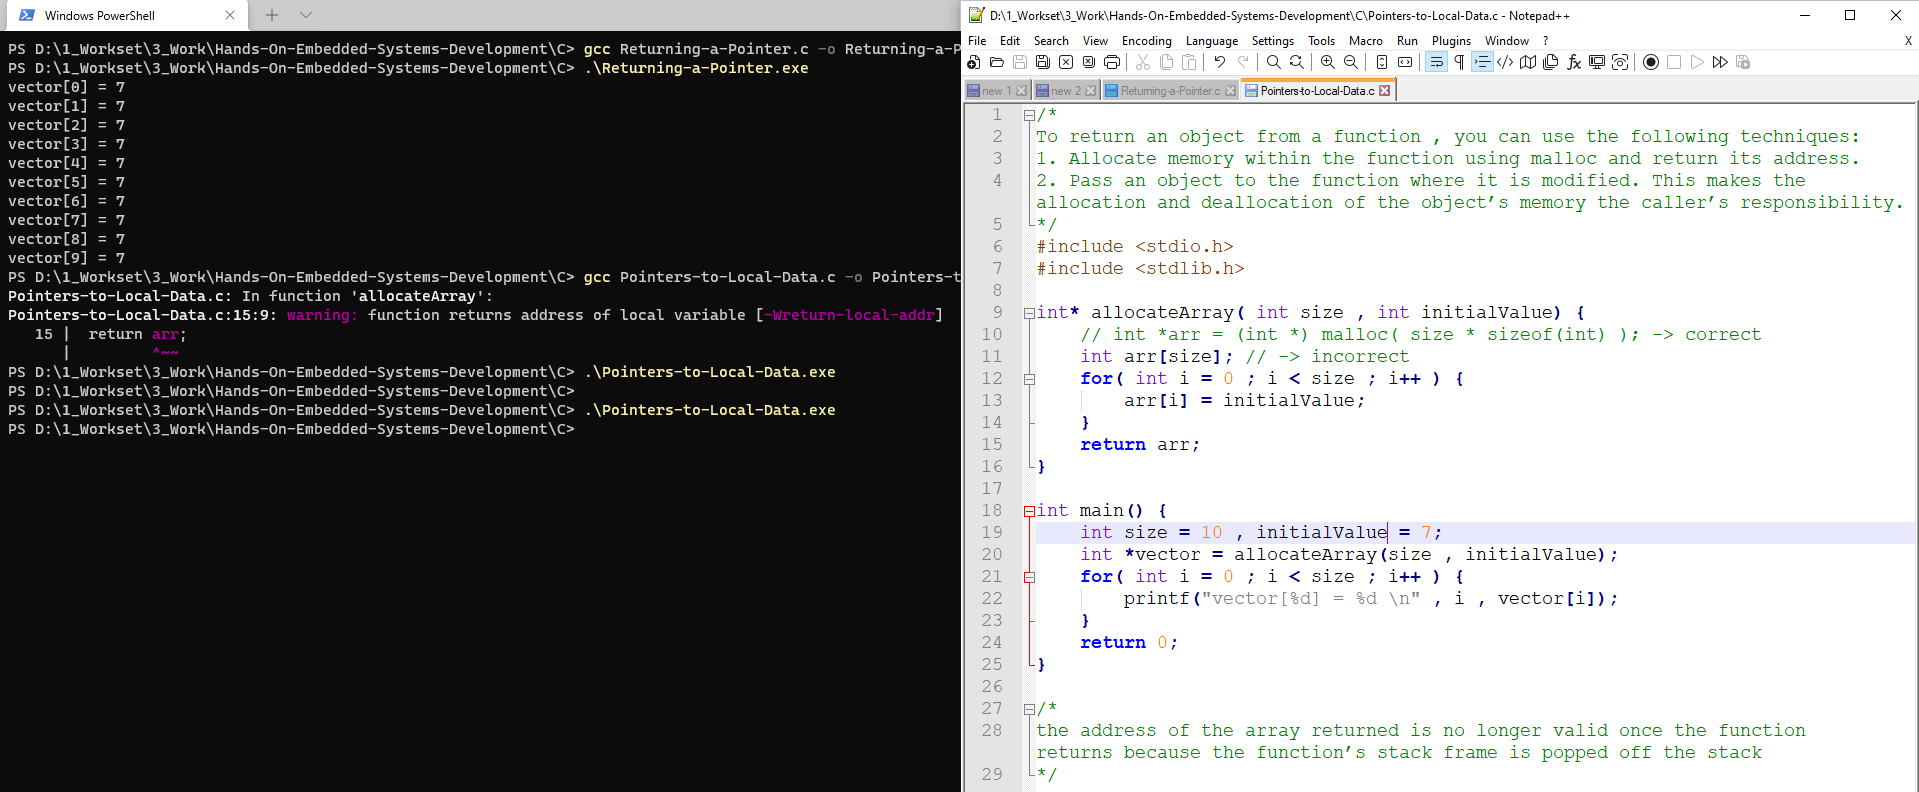 Windows PowerShell
PS D:\1_Workset\3_Work\Hands-On-Embedded-Systems-Development\C> gcc Returning-a-Pointer.c -o Returning-a-P
PS D:\1_Workset\3_Work\Hands-On-Embedded-Systems-Development\C> .\Returning-a-Pointer.exe
vector[0] = 7
vector[1] = 7
vector[2] = 7
vector[3] = 7
vector[4] = 7
vector[5] = 7
vector[6] = 7
vector[7] = 7
vector[8] = 7
vector[9] = 7
PS D:\1_Workset\3_Work\Hands-On-Embedded-Systems-Development\C> gcc Pointers-to-Local-Data.c -o Pointers-t
Pointers-to-Local-Data.c: In function 'allocateArray':
Pointers-to-Local-Data.c:15:9: warning: function returns address of local variable [-Wreturn-local-addr]
   15 |  return arr;
      |         ^~~
PS D:\1_Workset\3_Work\Hands-On-Embedded-Systems-Development\C> .\Pointers-to-Local-Data.exe
PS D:\1_Workset\3_Work\Hands-On-Embedded-Systems-Development\C>
PS D:\1_Workset\3_Work\Hands-On-Embedded-Systems-Development\C> .\Pointers-to-Local-Data.exe
PS D:\1_Workset\3_Work\Hands-On-Embedded-Systems-Development\C>
D:\1_Workset\3_Work\Hands-On-Embedded-Systems-Development\C\Pointers-to-Local-Data.c - Notepad++
File Edit Search View Encoding Language Settings Tools Macro Run Plugins Window ? X
new 1 new 2 Returning-a-Pointer.c Pointers-to-Local-Data.c
1 /*
2 To return an object from a function , you can use the following techniques:
3 1. Allocate memory within the function using malloc and return its address.
4 2. Pass an object to the function where it is modified. This makes the
allocation and deallocation of the object’s memory the caller’s responsibility.
5 */
6 #include <stdio.h>
7 #include <stdlib.h>
8
9 int* allocateArray( int size , int initialValue) {
10     // int *arr = (int *) malloc( size * sizeof(int) ); -> correct
11     int arr[size]; // -> incorrect
12     for( int i = 0 ; i < size ; i++ ) {
13         arr[i] = initialValue;
14     }
15     return arr;
16 }
17
18 int main() {
19     int size = 10 , initialValue = 7;
20     int *vector = allocateArray(size , initialValue);
21     for( int i = 0 ; i < size ; i++ ) {
22         printf("vector[%d] = %d \n" , i , vector[i]);
23     }
24     return 0;
25 }
26
27 /*
28 the address of the array returned is no longer valid once the function
returns because the function’s stack frame is popped off the stack
29 */